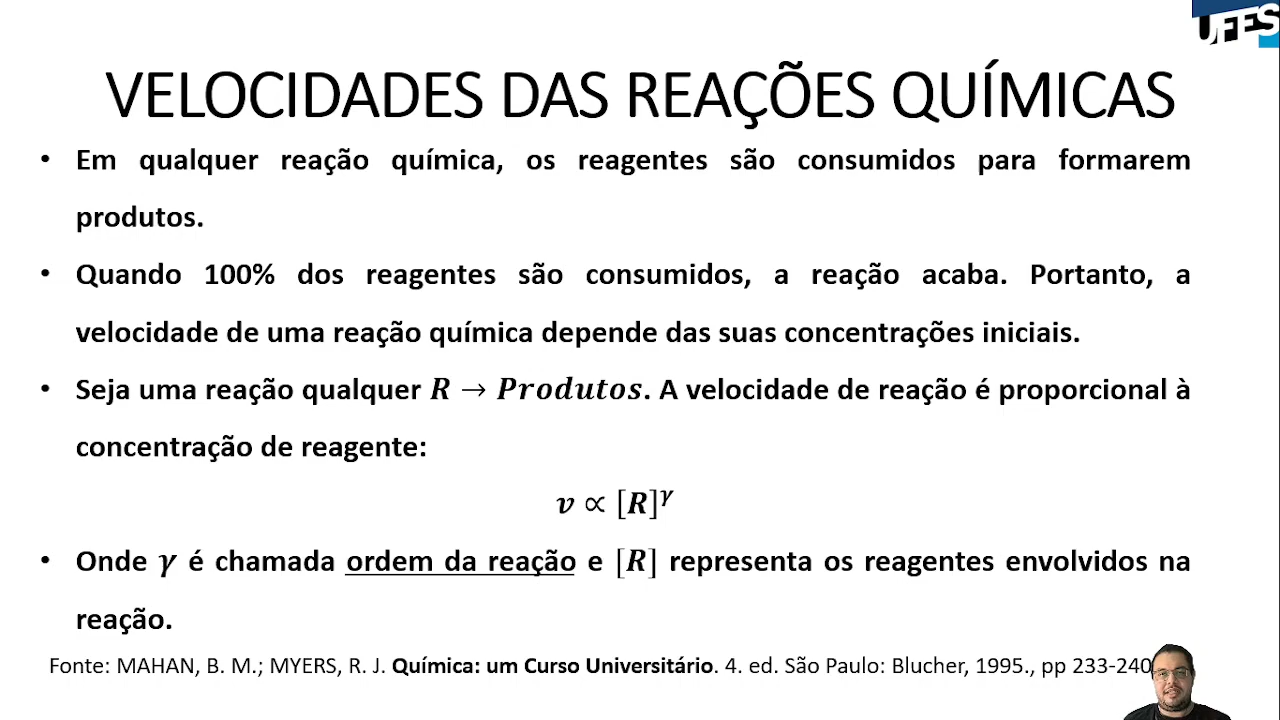 UFES
VELOCIDADES DAS REAÇÕES QUÍMICAS
• Em qualquer reação química, os reagentes são consumidos para formarem
produtos.
• Quando 100% dos reagentes são consumidos, a reação acaba. Portanto, a
velocidade de uma reação química depende das suas concentrações iniciais.
• Seja uma reação qualquer R → Produtos. A velocidade de reação é proporcional à
concentração de reagente:
v ∝ [R]^γ
• Onde γ é chamada ordem da reação e [R] representa os reagentes envolvidos na
reação.
Fonte: MAHAN, B. M.; MYERS, R. J. Química: um Curso Universitário. 4. ed. São Paulo: Blucher, 1995., pp 233-240